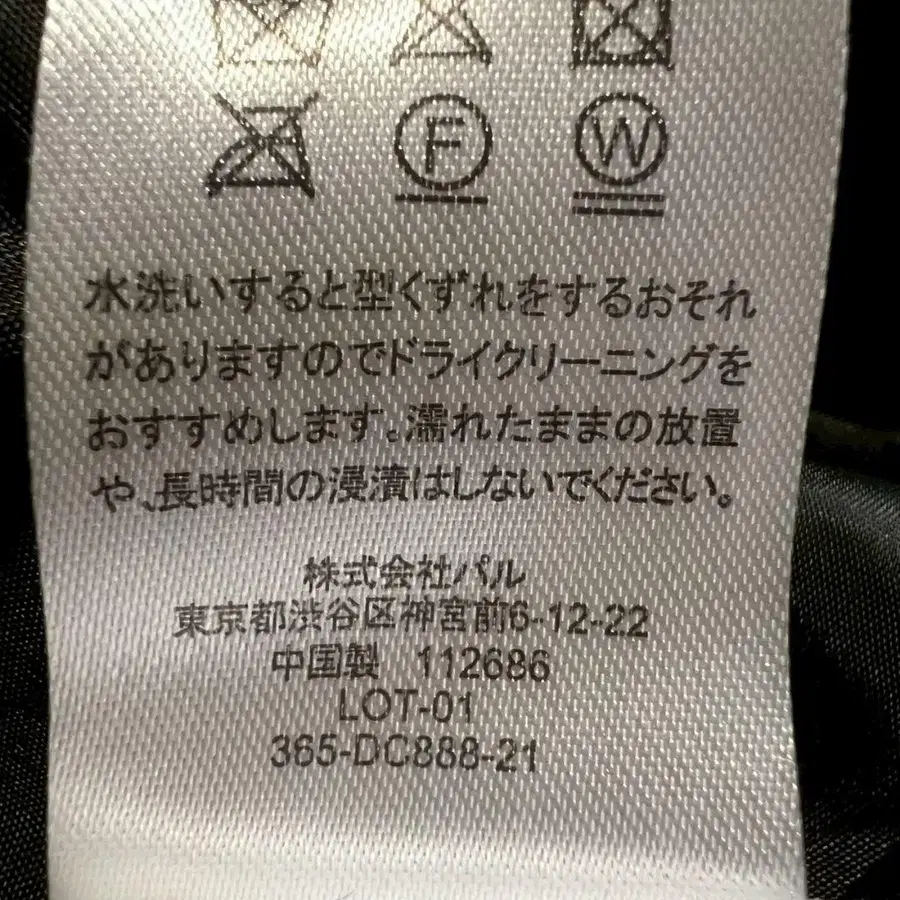 F W
水洗いすると型くずれをするおそれ
がありますのでドライクリーニングを
おすすめします。濡れたままの放置
や、長時間の浸漬はしないでください。
株式会社パル
東京都渋谷区神宮前6-12-22
中国製 112686
LOT-01
365-DC888-21